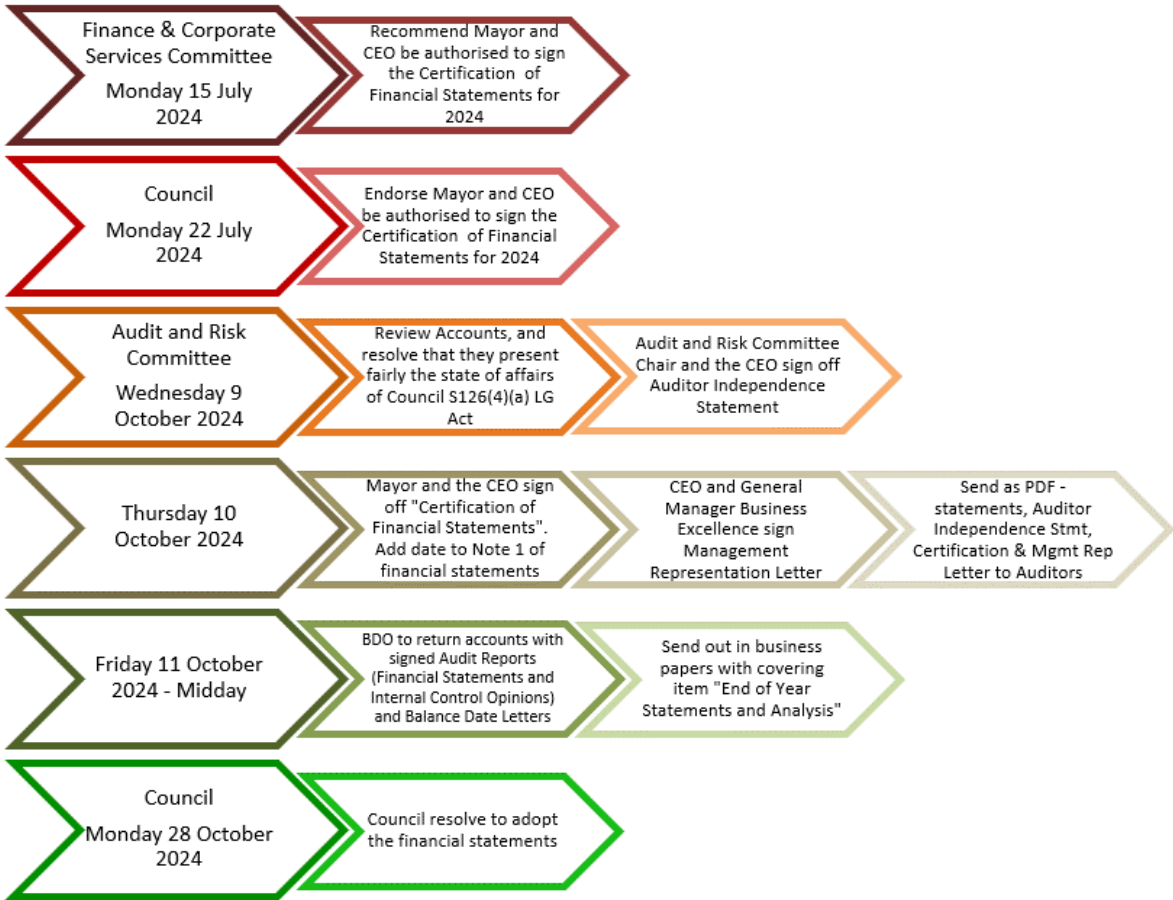 Finance & Corporate
Services Committee
Monday 15 July
2024
Recommend Mayor and
CEO be authorised to sign
the Certification of
Financial Statements for
2024
Council
Monday 22 July
2024
Endorse Mayor and CEO
be authorised to sign the
Certification of Financial
Statements for 2024
Audit and Risk
Committee
Wednesday 9
October 2024
Review Accounts, and
resolve that they present
fairly the state of affairs
of Council S126(4)(a) LG
Act
Audit and Risk Committee
Chair and the CEO sign off
Auditor Independence
Statement
Thursday 10
October 2024
Mayor and the CEO sign
off "Certification of
Financial Statements".
Add date to Note 1 of
financial statements
CEO and General
Manager Business
Excellence sign
Management
Representation Letter
Send as PDF -
statements, Auditor
Independence Stmt,
Certification & Mgmt Rep
Letter to Auditors
Friday 11 October
2024 - Midday
BDO to return accounts with
signed Audit Reports
(Financial Statements and
Internal Control Opinions)
and Balance Date Letters
Send out in business
papers with covering
item "End of Year
Statements and Analysis"
Council
Monday 28 October
2024
Council resolve to adopt
the financial statements